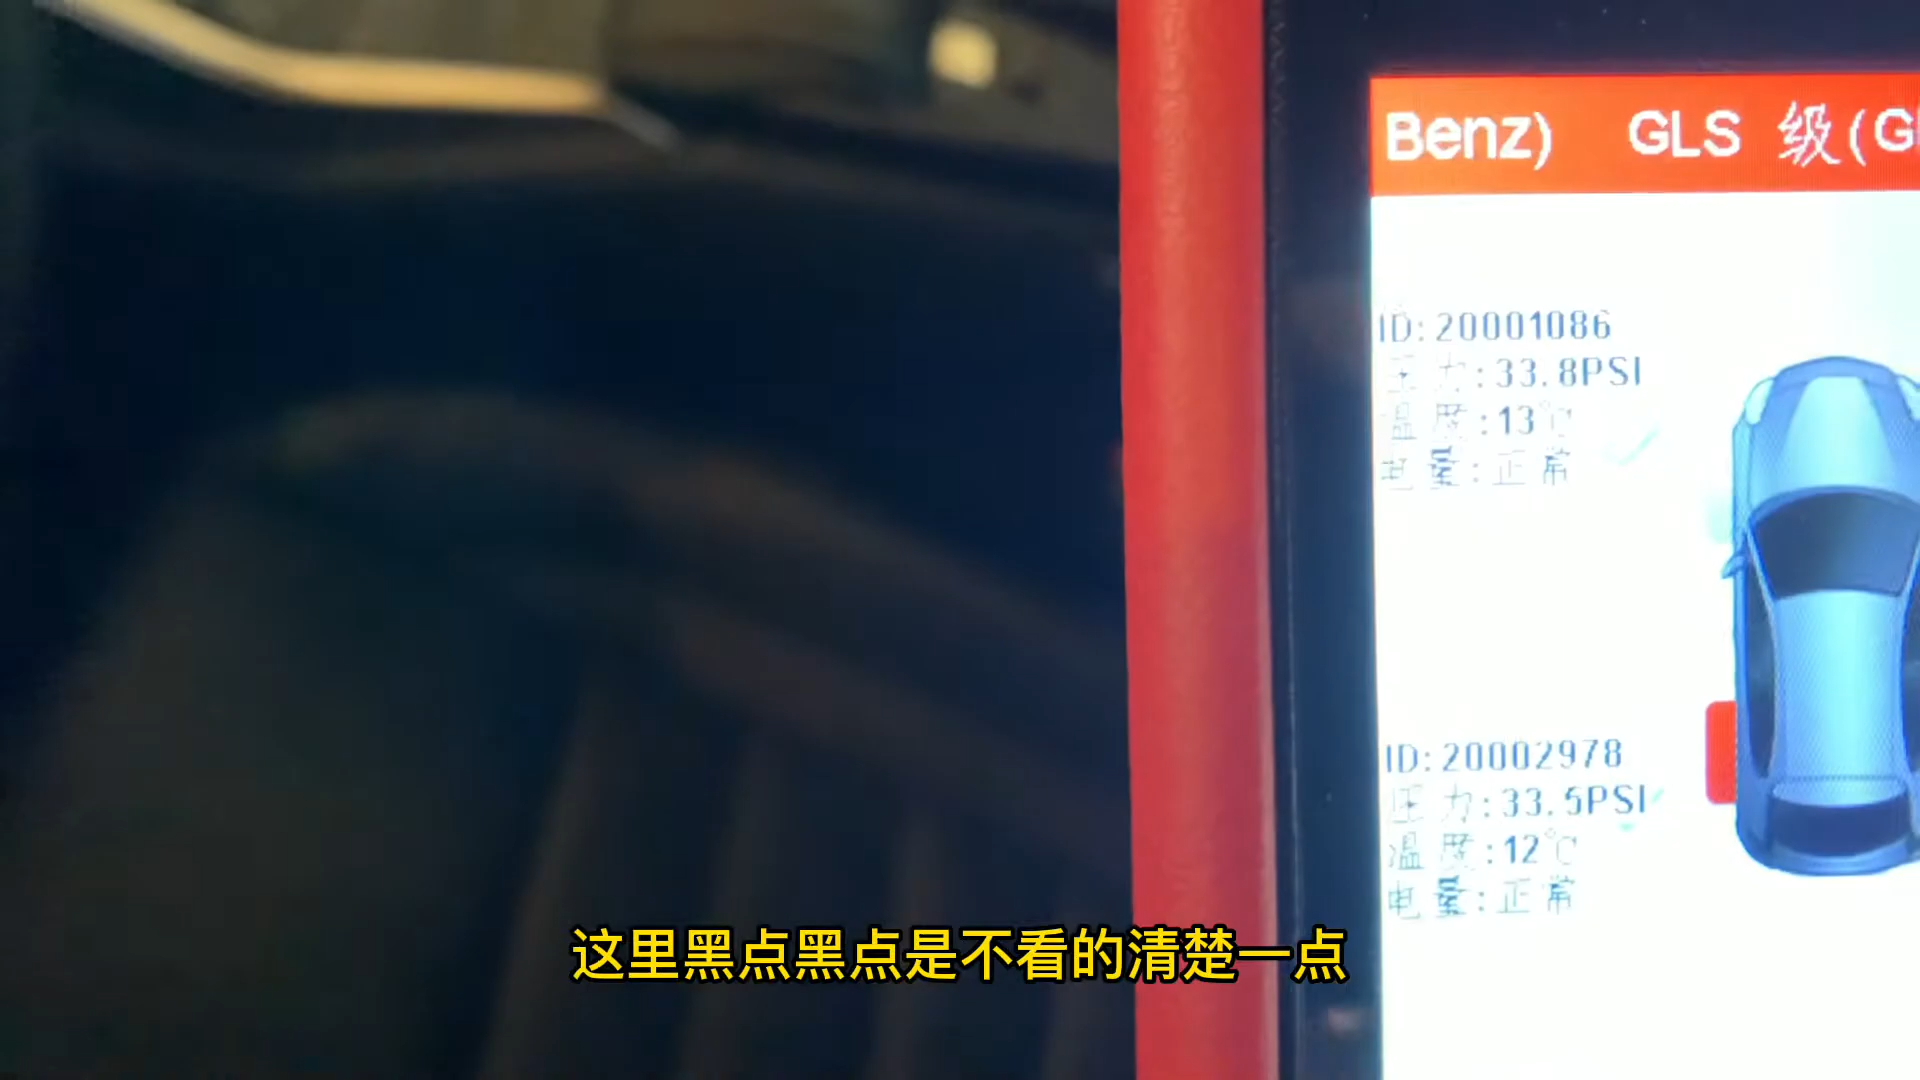 Benz) GLS 级(G
ID:20001086
压力:33.8PSI
温度:13℃
电量:正常
ID:20002978
压力:33.5PSI
温度:12℃
电量:正常
这里黑点黑点是不看的清楚一点